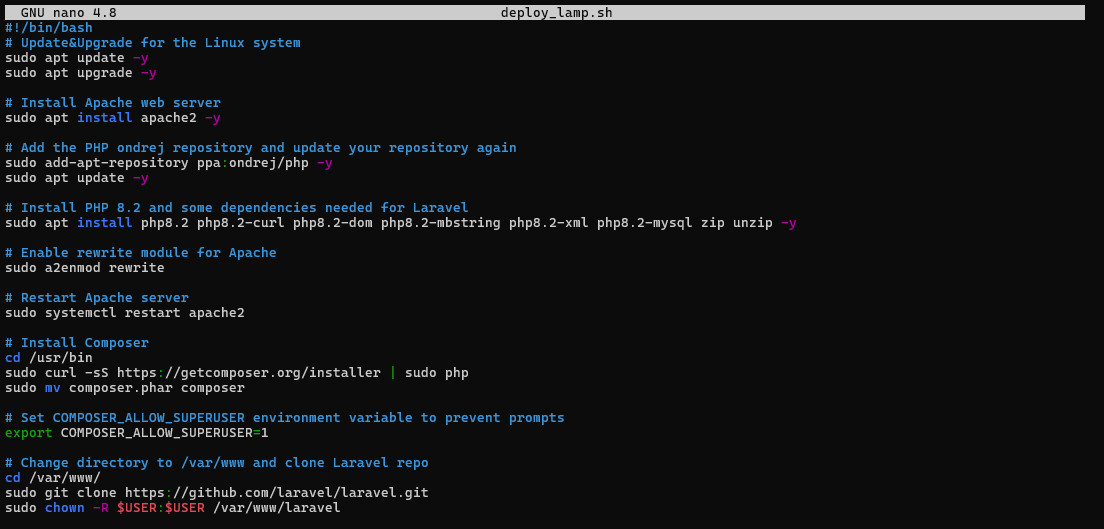 GNU nano 4.8 deploy_lamp.sh
#!/bin/bash
# Update&Upgrade for the Linux system
sudo apt update -y
sudo apt upgrade -y
# Install Apache web server
sudo apt install apache2 -y
# Add the PHP ondrej repository and update your repository again
sudo add-apt-repository ppa:ondrej/php -y
sudo apt update -y
# Install PHP 8.2 and some dependencies needed for Laravel
sudo apt install php8.2 php8.2-curl php8.2-dom php8.2-mbstring php8.2-xml php8.2-mysql zip unzip -y
# Enable rewrite module for Apache
sudo a2enmod rewrite
# Restart Apache server
sudo systemctl restart apache2
# Install Composer
cd /usr/bin
sudo curl -sS https://getcomposer.org/installer | sudo php
sudo mv composer.phar composer
# Set COMPOSER_ALLOW_SUPERUSER environment variable to prevent prompts
export COMPOSER_ALLOW_SUPERUSER=1
# Change directory to /var/www and clone Laravel repo
cd /var/www/
sudo git clone https://github.com/laravel/laravel.git
sudo chown -R $USER:$USER /var/www/laravel